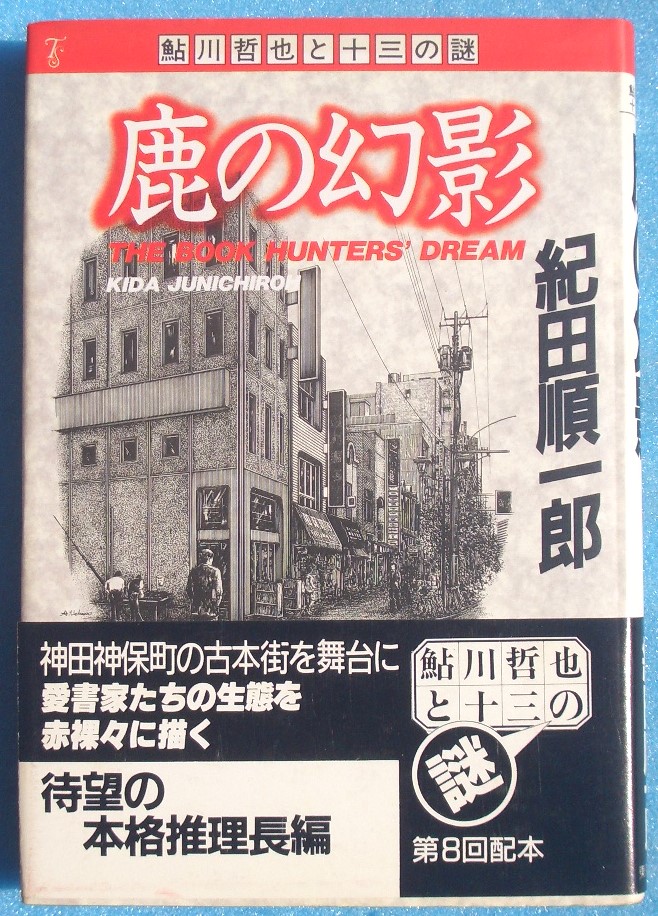 鮎川哲也と十三の謎
鹿の幻影
THE BOOK HUNTERS' DREAM
KIDA JUNICHIROH
紀田順一郎
神田神保町の古本街を舞台に
愛書家たちの生態を
赤裸々に描く
待望の
本格推理長編
鮎川哲也
と十三の
謎
第8回配本